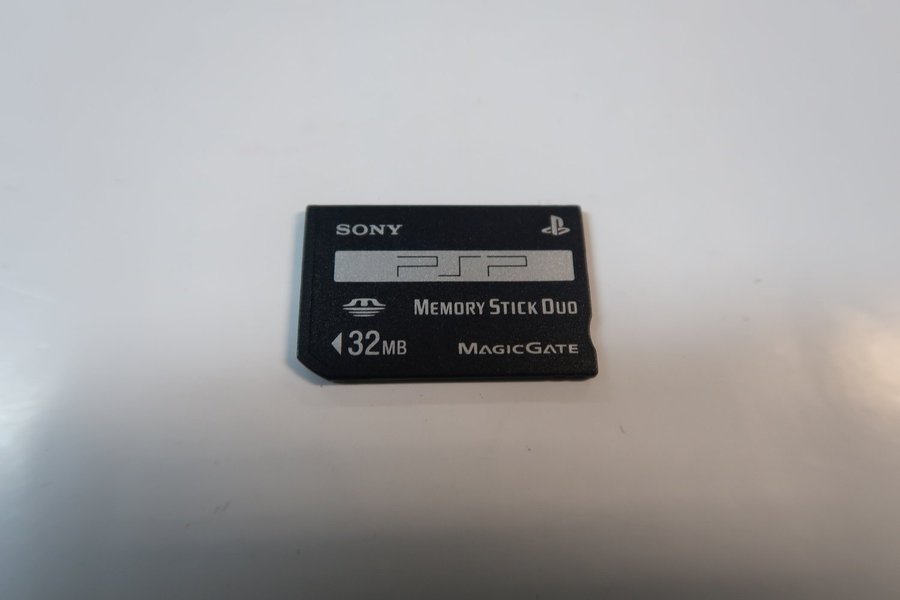 SONY
PSP
MEMORY STICK DUO
32MB
MAGICGATE